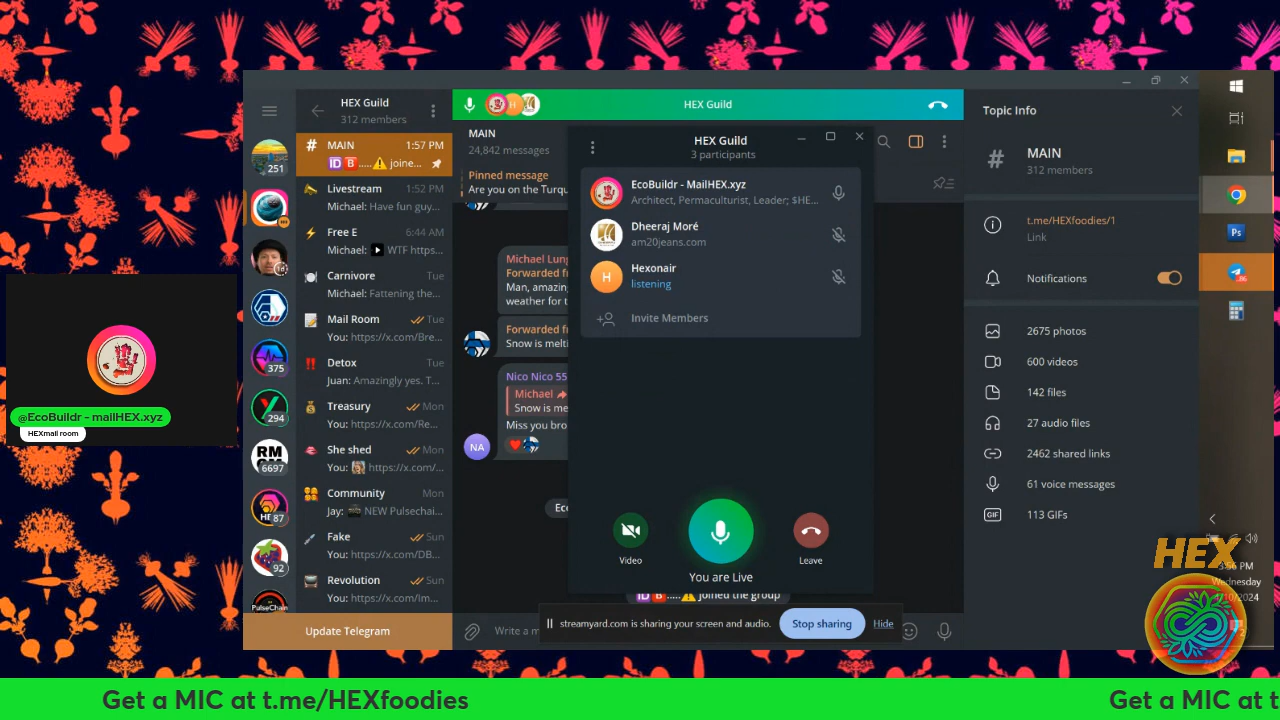 HEX Guild
312 members
MAIN
1:57 PM
🆔 🅱️.....⚠️ joine...
Livestream
1:52 PM
Michael: Have fun guy...
Free E
6:44 AM
Michael: ▶ WTF https...
Carnivore
Tue
Michael: Fattening the...
Mail Room
Tue
You: https://x.com/Bre...
Detox
Tue
Juan: Amazingly yes. T...
Treasury
Mon
You: https://x.com/Re...
She shed
Mon
You: https://x.com/...
Community
Mon
Jay: NEW Pulsechai...
Fake
Sun
You: https://x.com/DB...
Revolution
Sun
You: https://x.com/Im...
Update Telegram
251
375
294
RM
6697
87
92
PulseChain
HEX Guild
MAIN
24,842 messages
Pinned message
Are you on the Turq
Michael Lung
Forwarded fr
Man, amazing
weather for t
Forwarded f
Snow is melti
Nico Nico 55
Michael
Snow is me
Miss you bro
NA
Ecc
joined the group
Write a m
HEX Guild
3 participants
EcoBuildr - MailHEX.xyz
Architect, Permaculturist, Leader; $HE...
Dheeraj Moré
am20jeans.com
H
Hexonair
listening
Invite Members
Video
You are Live
Leave
streamyard.com is sharing your screen and audio.
Stop sharing
Hide
Topic Info
MAIN
312 members
t.me/HEXfoodies/1
Link
Notifications
2675 photos
600 videos
142 files
27 audio files
2462 shared links
61 voice messages
GIF
113 GIFs
Ps
Wednesday
HEX
@EcoBuildr - mailHEX.xyz
HEXmail room
Get a MIC at t.me/HEXfoodies
Get a MIC at t